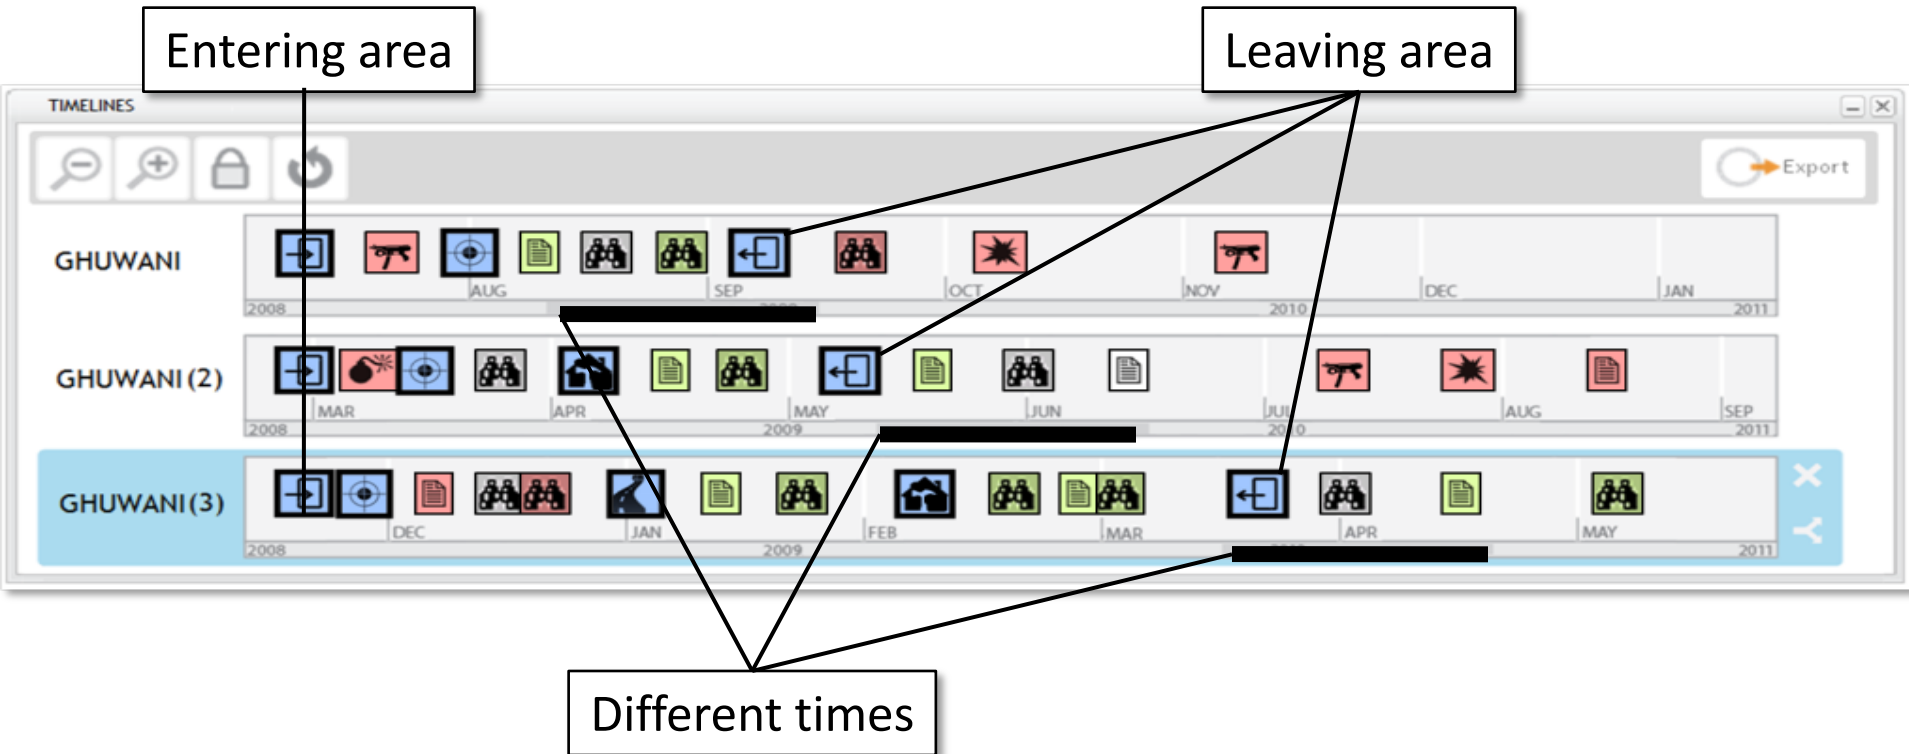 Entering area
Leaving area
TIMELINES
Export
GHUWANI
AUG SEP OCT NOV DEC JAN
2008 2010 2011
GHUWANI (2)
MAR APR MAY JUN JUL AUG SEP
2008 2009 2010 2011
GHUWANI (3)
DEC JAN FEB MAR APR MAY
2008 2009 2011
Different times